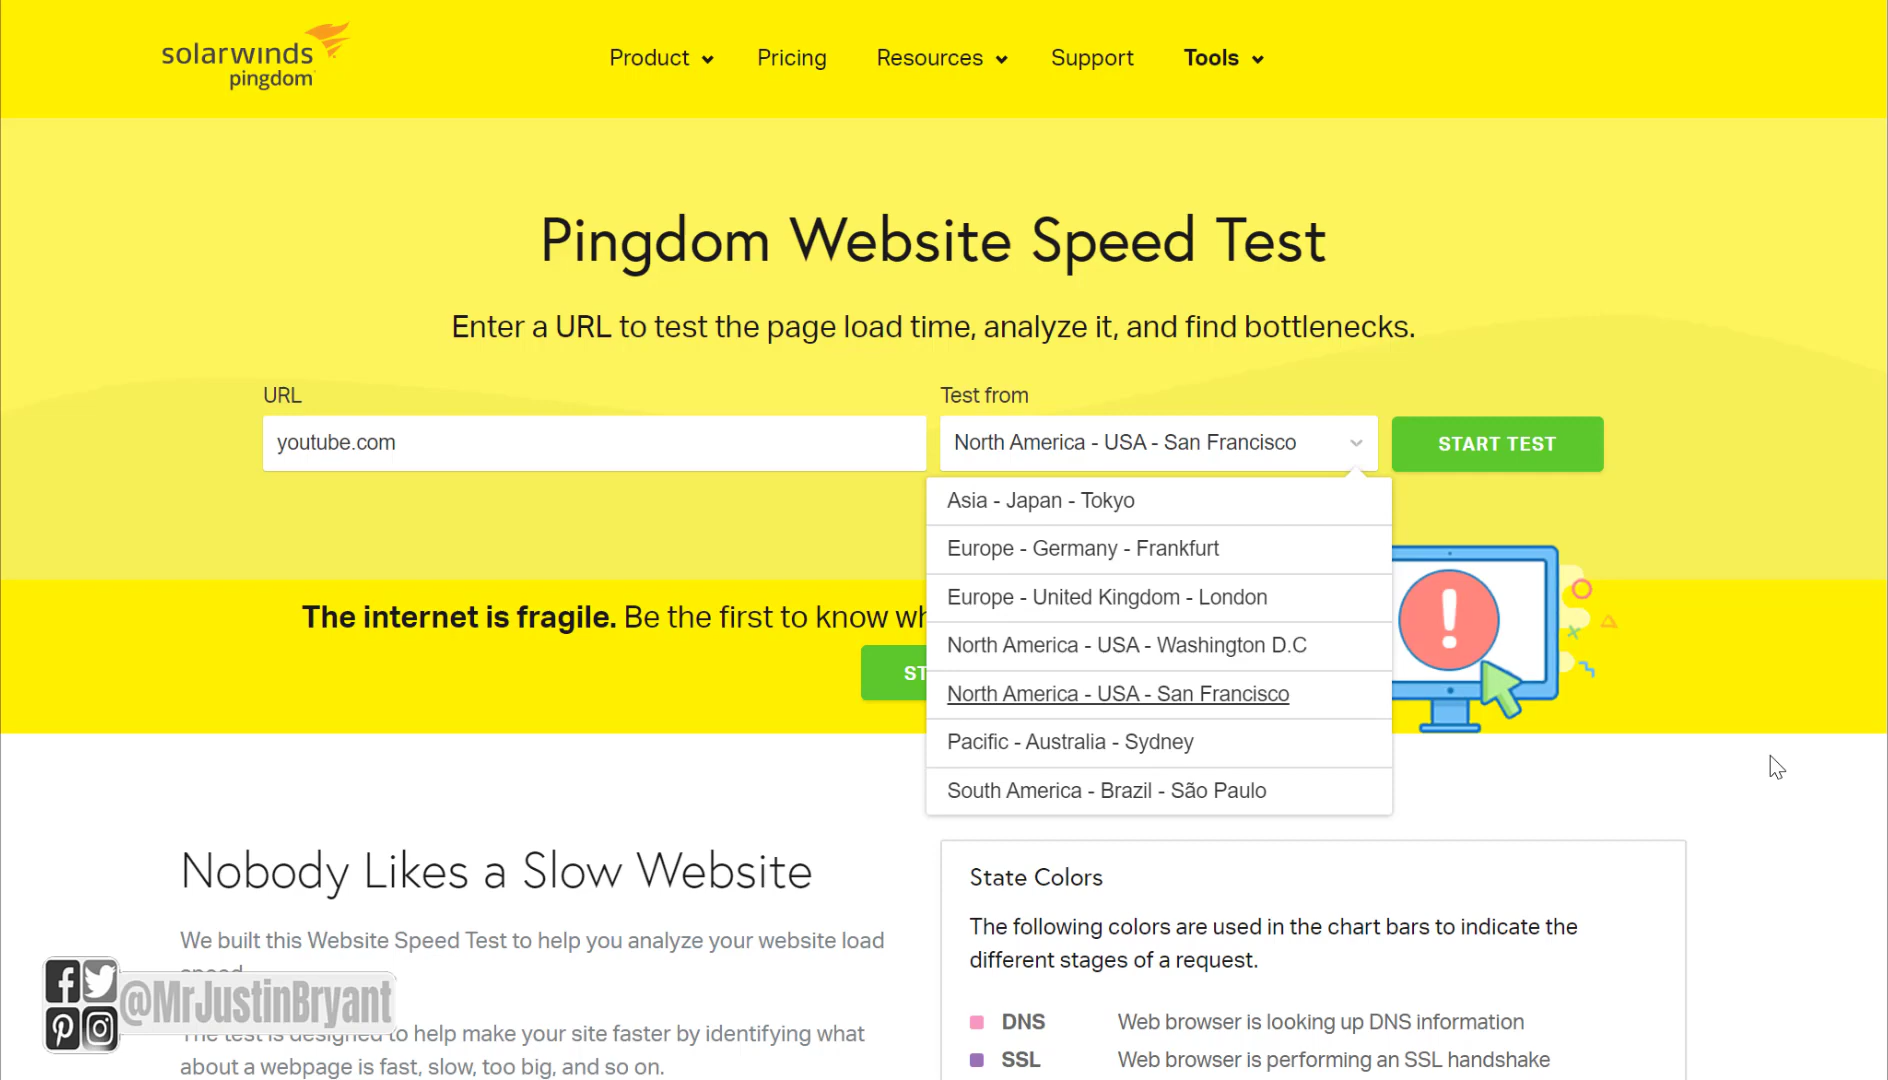 solarwinds
pingdom
Product
Pricing
Resources
Support
Tools
Pingdom Website Speed Test
Enter a URL to test the page load time, analyze it, and find bottlenecks.
URL
Test from
youtube.com
North America - USA - San Francisco
START TEST
Asia - Japan - Tokyo
Europe - Germany - Frankfurt
Europe - United Kingdom - London
North America - USA - Washington D.C
North America - USA - San Francisco
Pacific - Australia - Sydney
South America - Brazil - São Paulo
The internet is fragile. Be the first to know
ST
Nobody Likes a Slow Website
We built this Website Speed Test to help you analyze your website load
speed.
The test is designed to help make your site faster by identifying what
about a webpage is fast, slow, too big, and so on.
@MrJustinBryant
State Colors
The following colors are used in the chart bars to indicate the
different stages of a request.
DNS Web browser is looking up DNS information
SSL Web browser is performing an SSL handshake